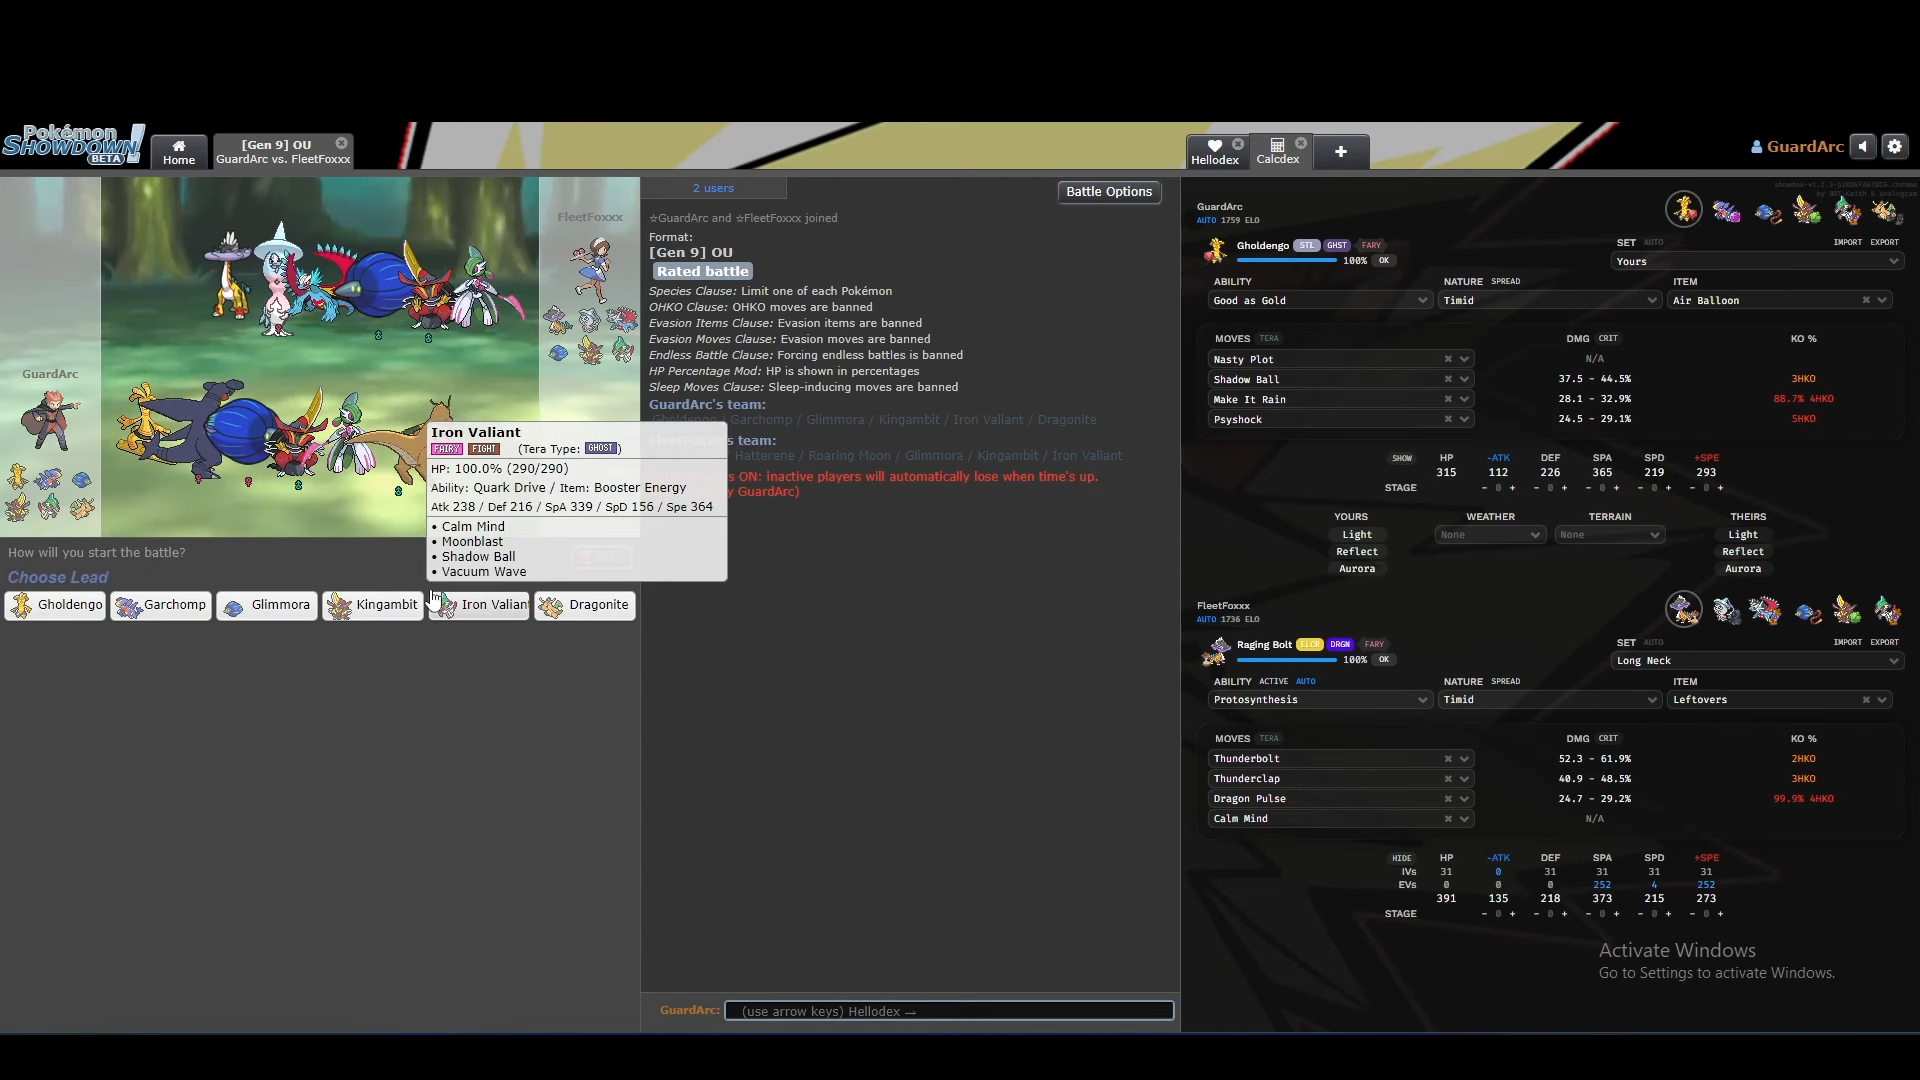 Pokémon
SHOWDOWN!
BETA
Home
[Gen 9] OU
GuardArc vs. FleetFoxxx
Hellodex
Calcdex
+
GuardArc
FleetFoxxx
GuardArc
How will you start the battle?
Choose Lead
Gholdengo
Garchomp
Glimmora
Kingambit
Iron Valiant
Dragonite
Iron Valiant
FAIRY FIGHT (Tera Type: GHOST)
HP: 100.0% (290/290)
Ability: Quark Drive / Item: Booster Energy
Atk 238 / Def 216 / SpA 339 / SpD 156 / Spe 364
• Calm Mind
• Moonblast
• Shadow Ball
• Vacuum Wave
2 users
Battle Options
☆GuardArc and ☆FleetFoxxx joined
Format:
[Gen 9] OU
Rated battle
Species Clause: Limit one of each Pokémon
OHKO Clause: OHKO moves are banned
Evasion Items Clause: Evasion items are banned
Evasion Moves Clause: Evasion moves are banned
Endless Battle Clause: Forcing endless battles is banned
HP Percentage Mod: HP is shown in percentages
Sleep Moves Clause: Sleep-inducing moves are banned
GuardArc's team:
Gholdengo / Garchomp / Glimmora / Kingambit / Iron Valiant / Dragonite
's team:
/ Hatterene / Roaring Moon / Glimmora / Kingambit / Iron Valiant
s ON: inactive players will automatically lose when time's up.
y GuardArc)
GuardArc: (use arrow keys) Hellodex →
GuardArc
AUTO 1759 ELO
Gholdengo STL GHST FARY
100% OK
SET AUTO IMPORT EXPORT
Yours
ABILITY NATURE SPREAD ITEM
Good as Gold Timid Air Balloon
MOVES TERA DMG CRIT KO %
Nasty Plot N/A
Shadow Ball 37.5 - 44.5% 3HKO
Make It Rain 28.1 - 32.9% 88.7% 4HKO
Psyshock 24.5 - 29.1% 5HKO
SHOW HP -ATK DEF SPA SPD +SPE
315 112 226 365 219 293
STAGE - 0 + - 0 + - 0 + - 0 + - 0 +
YOURS WEATHER TERRAIN THEIRS
Light None None Light
Reflect Reflect
Aurora Aurora
FleetFoxxx
AUTO 1736 ELO
Raging Bolt ELCR DRGN FARY
100% OK
SET AUTO IMPORT EXPORT
Long Neck
ABILITY ACTIVE AUTO NATURE SPREAD ITEM
Protosynthesis Timid Leftovers
MOVES TERA DMG CRIT KO %
Thunderbolt 52.3 - 61.9% 2HKO
Thunderclap 40.9 - 48.5% 3HKO
Dragon Pulse 24.7 - 29.2% 99.9% 4HKO
Calm Mind N/A
HIDE HP -ATK DEF SPA SPD +SPE
IVs 31 0 31 31 31 31
EVs 0 0 0 252 4 252
391 135 218 373 215 273
STAGE - 0 + - 0 + - 0 + - 0 + - 0 +
Activate Windows
Go to Settings to activate Windows.